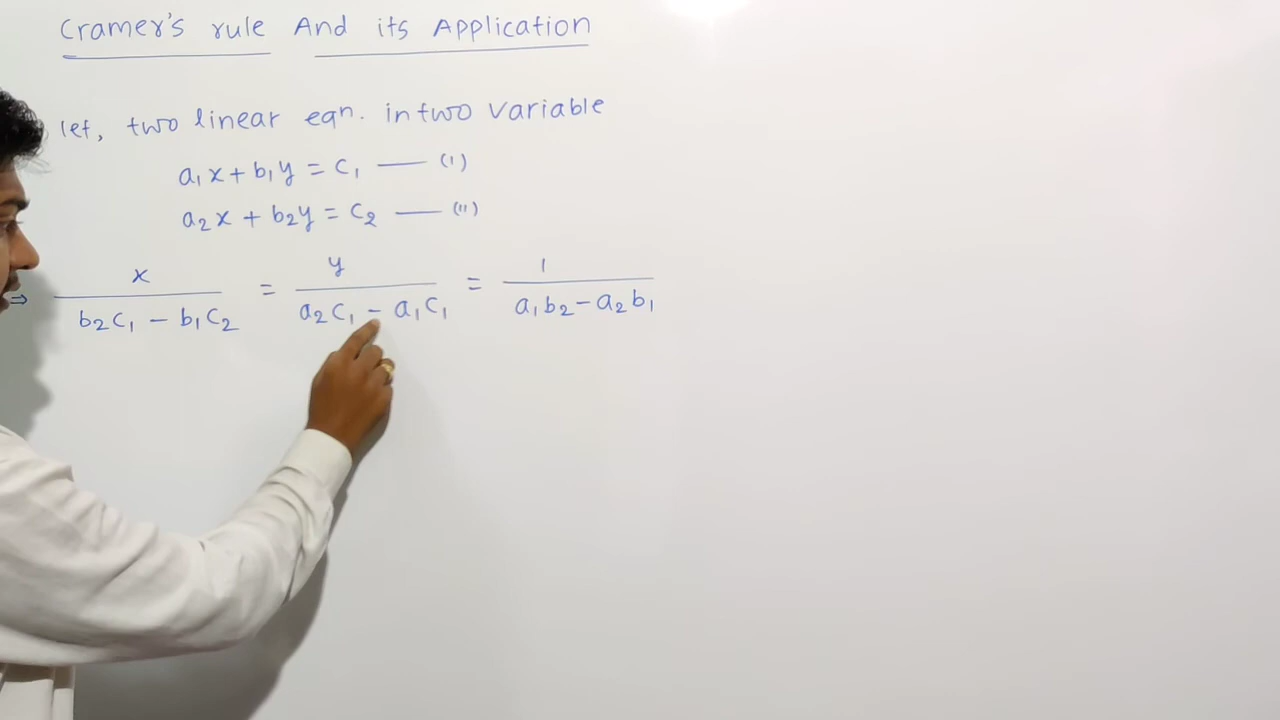 Cramer's rule And its Application
let, two linear eqn. in two variable
a₁x + b₁y = c₁ —— (I)
a₂x + b₂y = c₂ —— (II)
⇒ x / (b₂c₁ − b₁c₂) = y / (a₂c₁ − a₁c₁) = 1 / (a₁b₂ − a₂b₁)